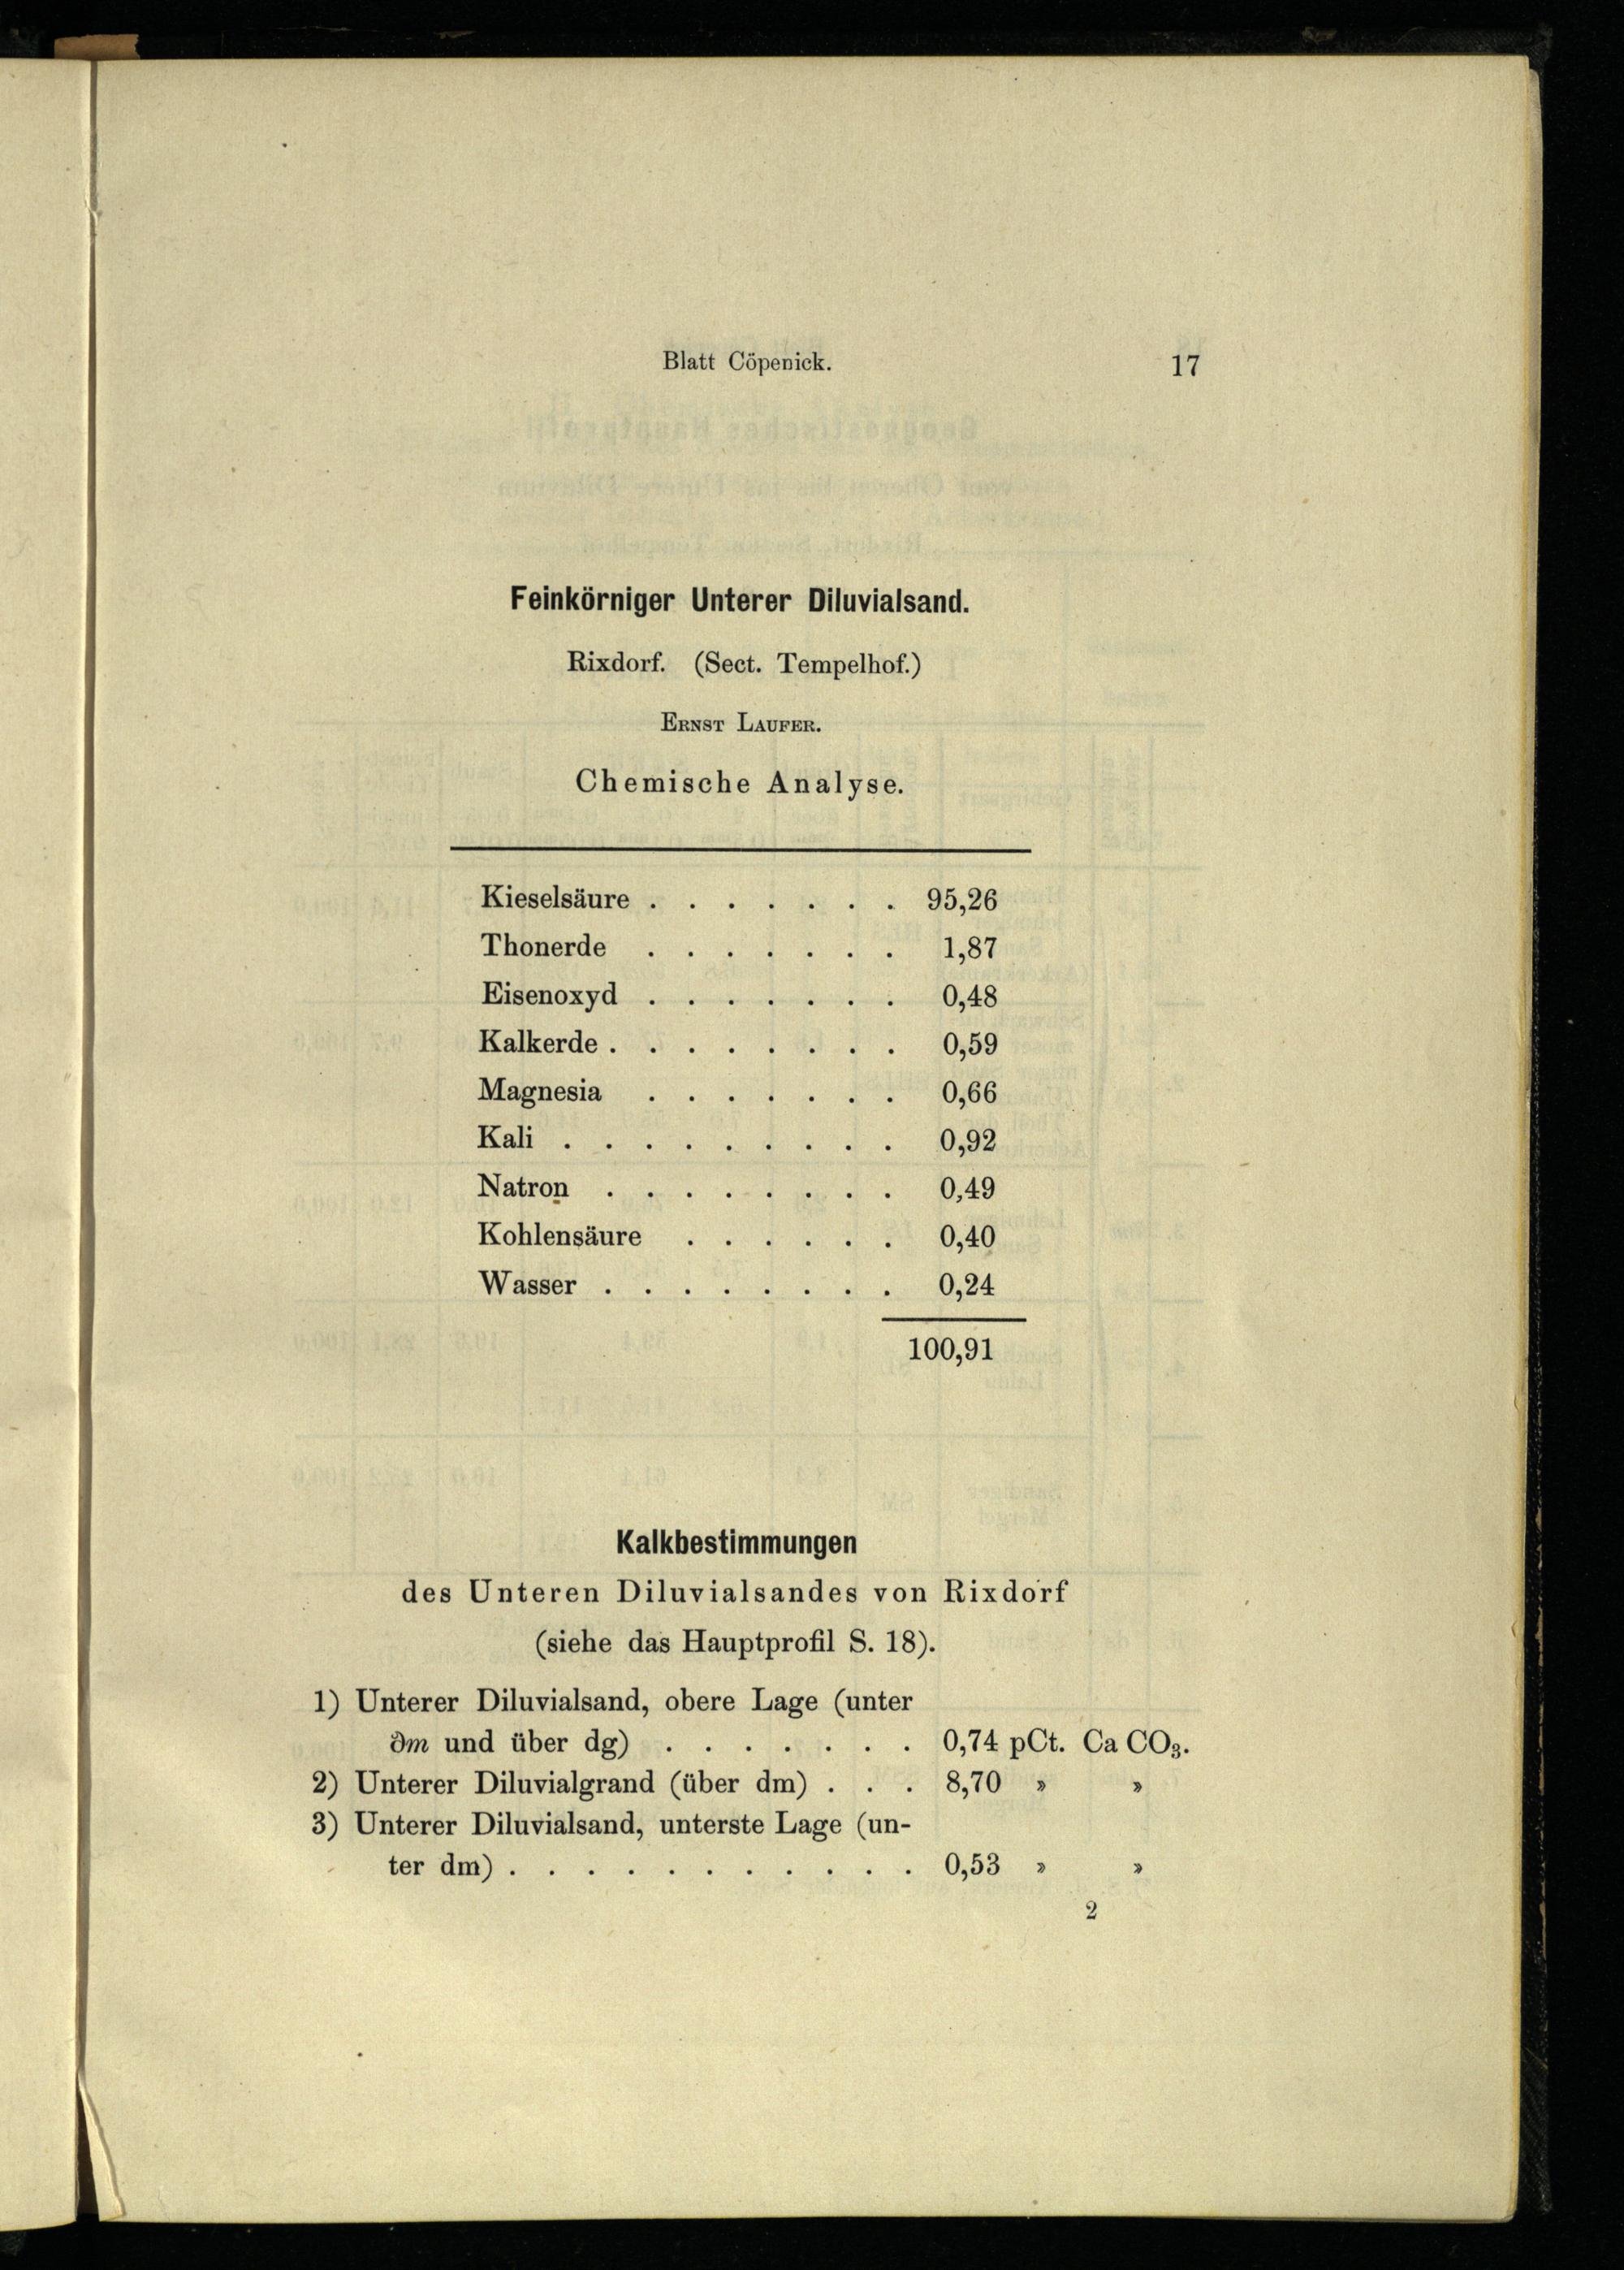 Blatt Cöpenick. 17
Feinkörniger Unterer Diluvialsand.
Rixdorf. (Sect. Tempelhof.)
ERNST LAUFER.
Chemische Analyse.
Kieselsäure . . . . . . . 95,26
Thonerde . . . . . . . 1,87
Eisenoxyd . . . . . . . 0,48
Kalkerde . . . . . . . . 0,59
Magnesia . . . . . . . 0,66
Kali . . . . . . . . . 0,92
Natron . . . . . . . . 0,49
Kohlensäure . . . . . . 0,40
Wasser . . . . . . . . 0,24
100,91
Kalkbestimmungen
des Unteren Diluvialsandes von Rixdorf
(siehe das Hauptprofil S. 18).
1) Unterer Diluvialsand, obere Lage (unter
∂m und über dg) . . . . . . . 0,74 pCt. Ca CO₃.
2) Unterer Diluvialgrand (über dm) . . . 8,70 » »
3) Unterer Diluvialsand, unterste Lage (un-
ter dm) . . . . . . . . . . . 0,53 » »
2